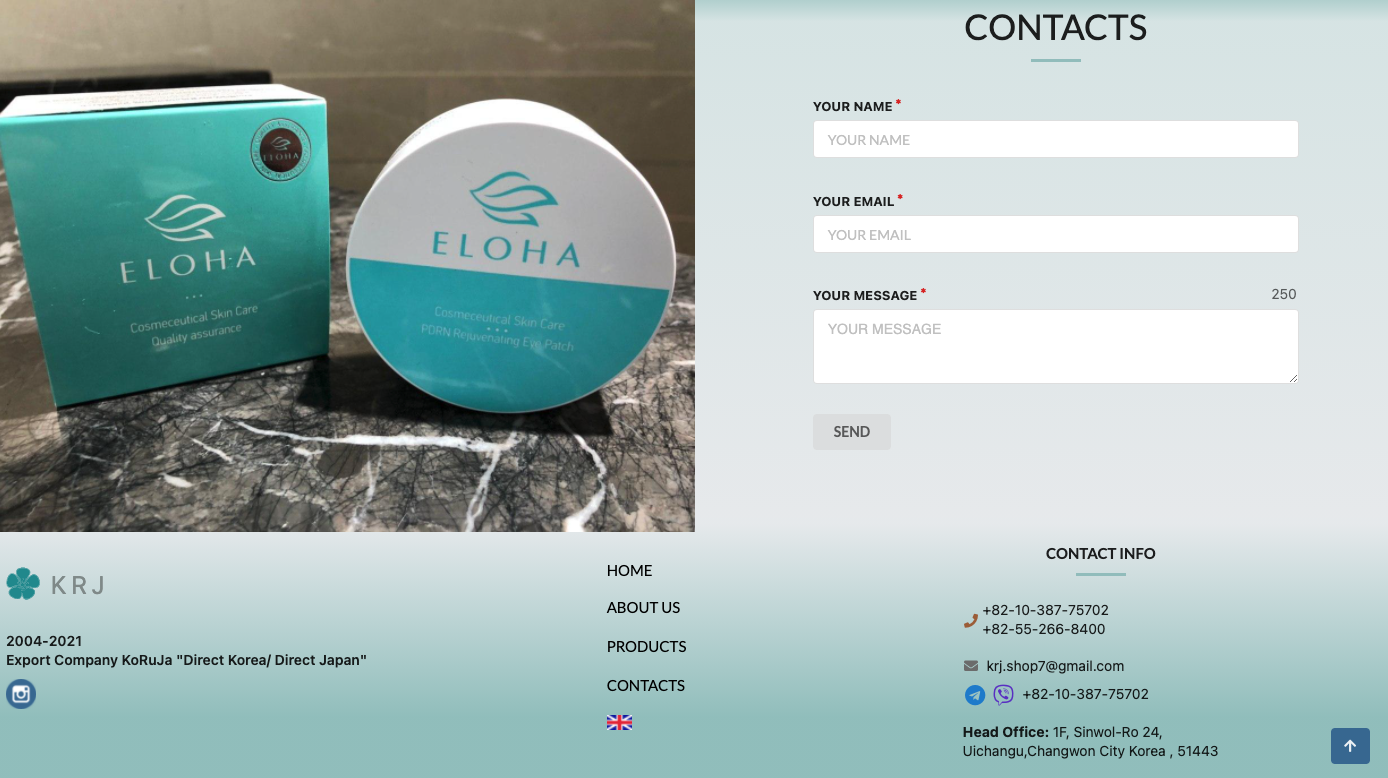 ELOHA
ELOHA
Cosmeceutical Skin Care
Quality assurance
ELOHA
Cosmeceutical Skin Care
PDRN Rejuvenating Eye Patch
CONTACTS
YOUR NAME *
YOUR NAME
YOUR EMAIL *
YOUR EMAIL
YOUR MESSAGE * 250
YOUR MESSAGE
SEND
KRJ
2004-2021
Export Company KoRuJa "Direct Korea/ Direct Japan"
HOME
ABOUT US
PRODUCTS
CONTACTS
CONTACT INFO
+82-10-387-75702
+82-55-266-8400
krj.shop7@gmail.com
+82-10-387-75702
Head Office: 1F, Sinwol-Ro 24,
Uichangu,Changwon City Korea , 51443